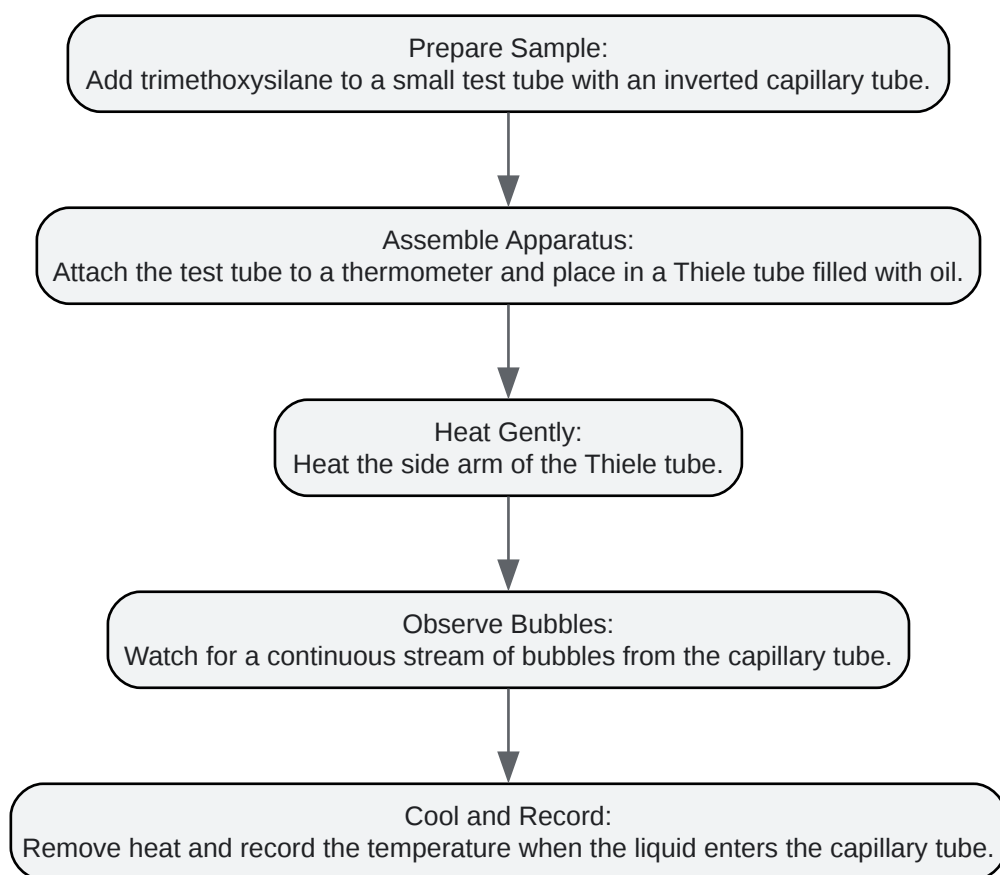 Prepare Sample:
Add trimethoxysilane to a small test tube with an inverted capillary tube.
Assemble Apparatus:
Attach the test tube to a thermometer and place in a Thiele tube filled with oil.
Heat Gently:
Heat the side arm of the Thiele tube.
Observe Bubbles:
Watch for a continuous stream of bubbles from the capillary tube.
Cool and Record:
Remove heat and record the temperature when the liquid enters the capillary tube.